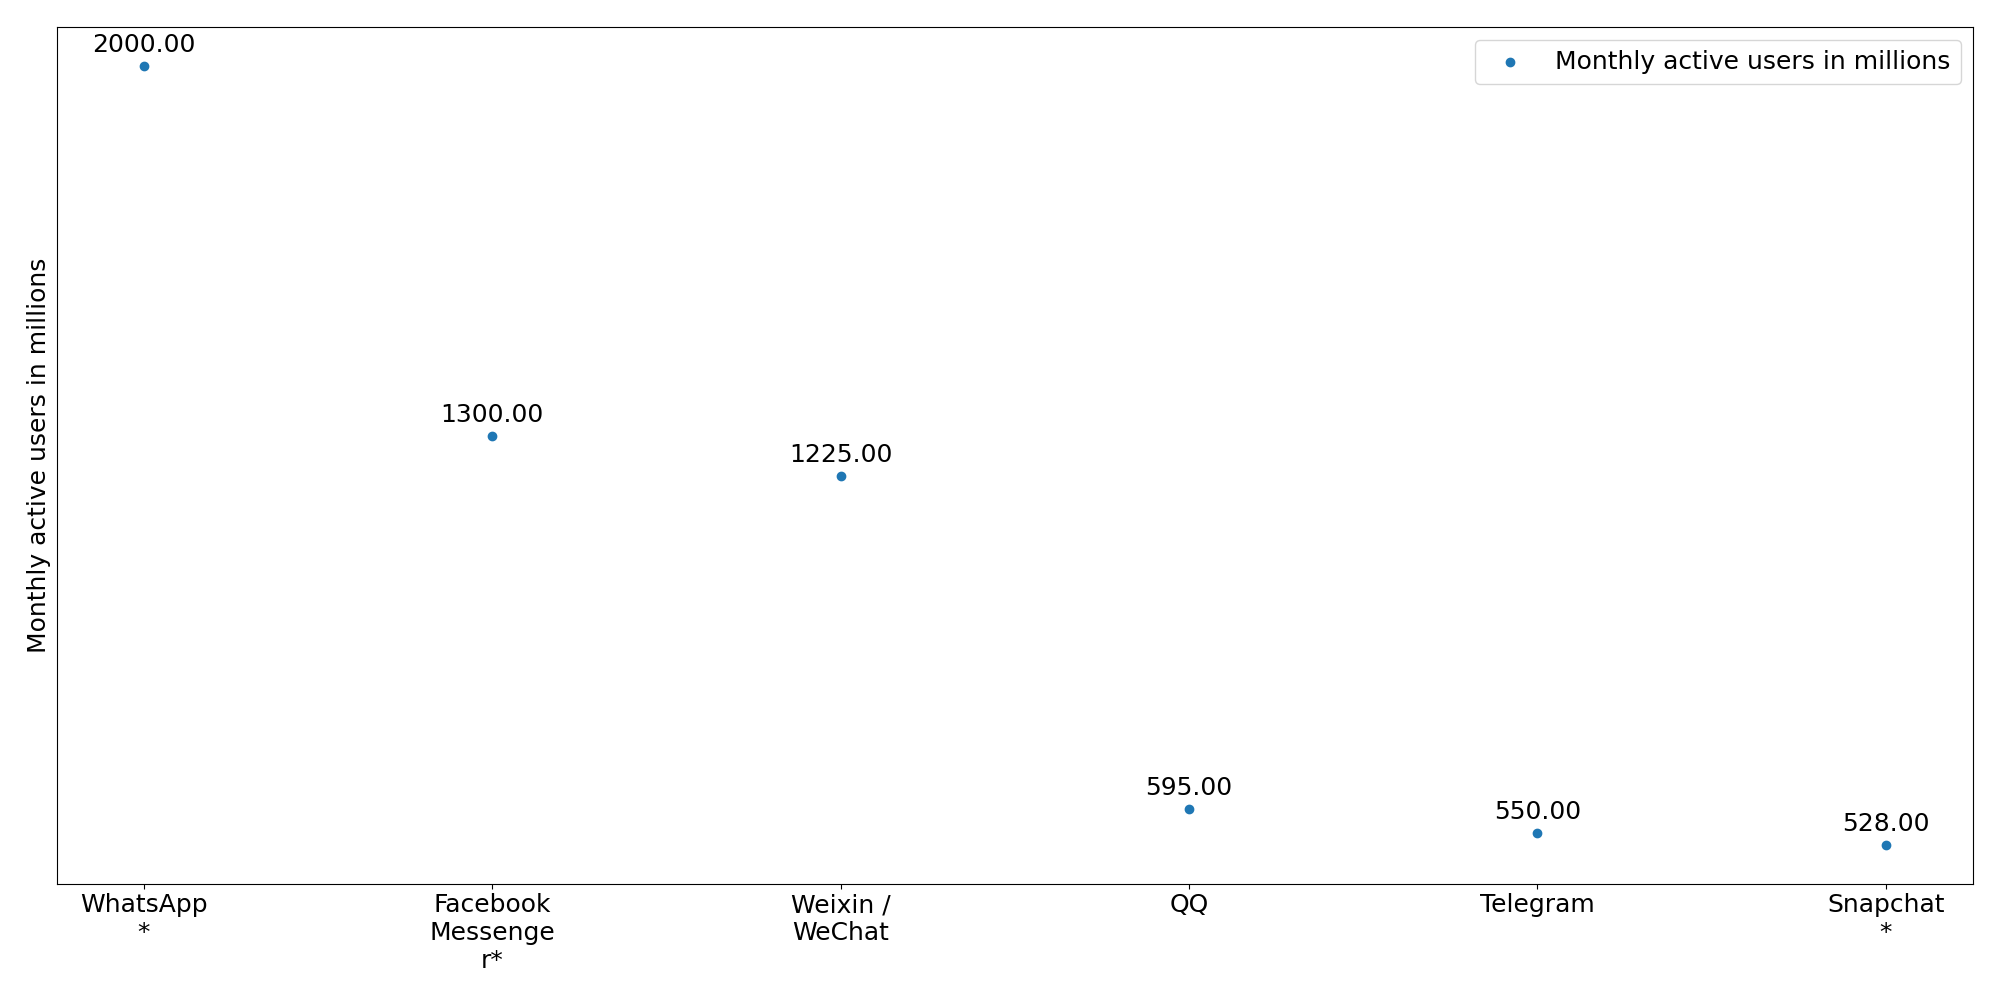 2000.00
Monthly active users in millions
1300.00
1225.00
595.00
550.00
528.00
Monthly active users in millions
WhatsApp
*
Facebook
Messenge
r*
Weixin /
WeChat
QQ
Telegram
Snapchat
*